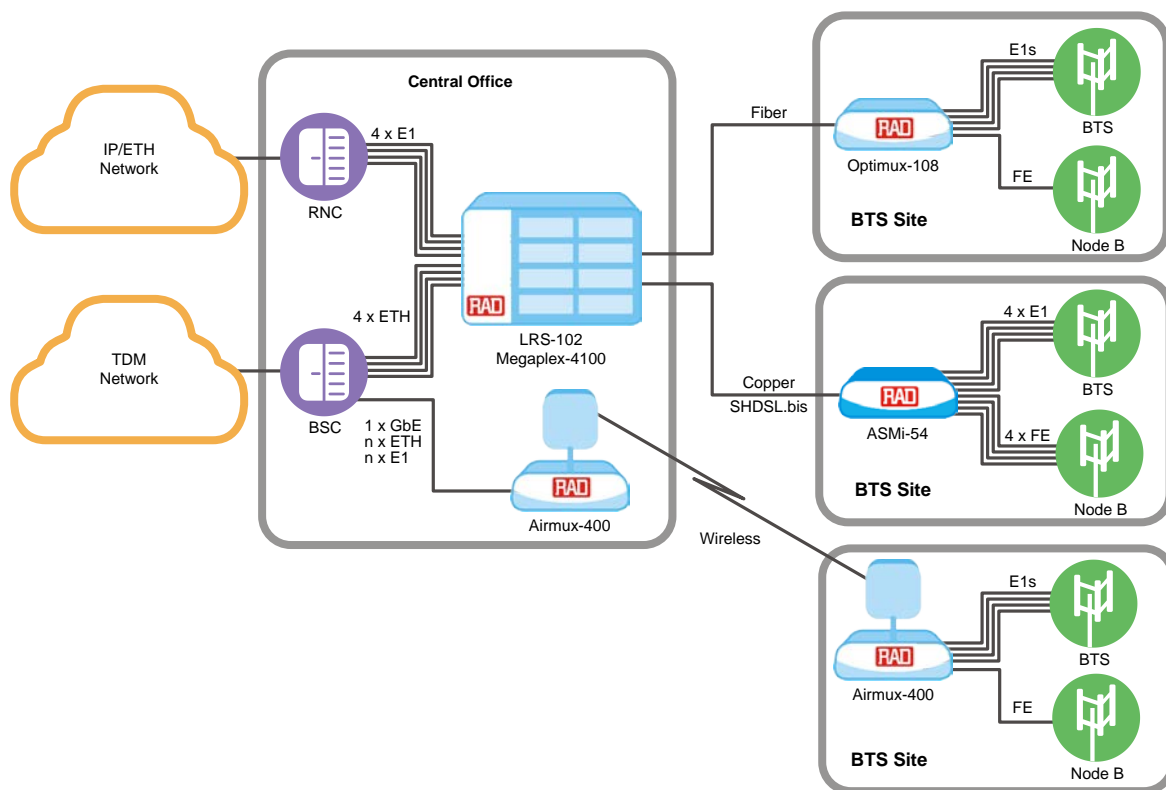 IP/ETH
Network
TDM
Network
Central Office
4 x E1
RNC
4 x ETH
BSC
RAD
LRS-102
Megaplex-4100
1 x GbE
n x ETH
n x E1
RAD
Airmux-400
Fiber
Copper
SHDSL.bis
Wireless
E1s
RAD
Optimux-108
BTS
FE
Node B
BTS Site
4 x E1
RAD
ASMi-54
BTS
4 x FE
Node B
BTS Site
E1s
RAD
Airmux-400
BTS
FE
Node B
BTS Site